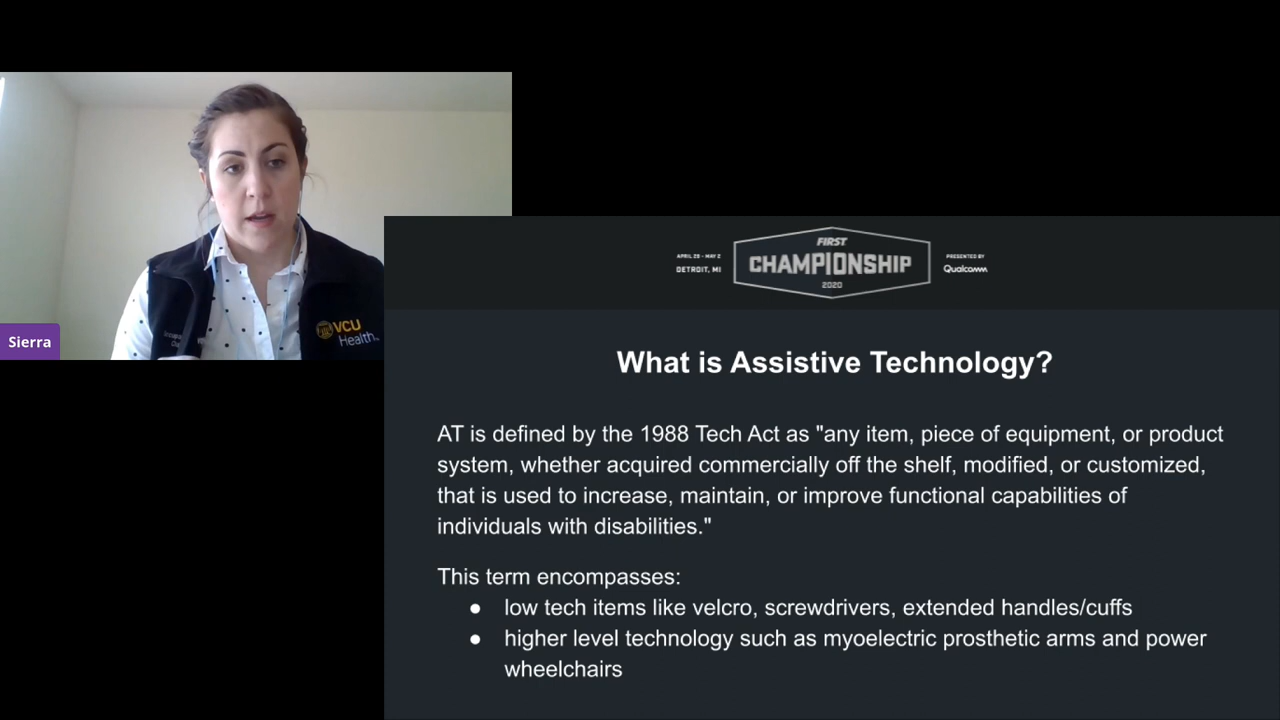 Sierra
VCU
Health
FIRST
APRIL 29 - MAY 2
DETROIT, MI
CHAMPIONSHIP
2020
PRESENTED BY
Qualcomm
What is Assistive Technology?
AT is defined by the 1988 Tech Act as "any item, piece of equipment, or product
system, whether acquired commercially off the shelf, modified, or customized,
that is used to increase, maintain, or improve functional capabilities of
individuals with disabilities."
This term encompasses:
● low tech items like velcro, screwdrivers, extended handles/cuffs
● higher level technology such as myoelectric prosthetic arms and power
wheelchairs